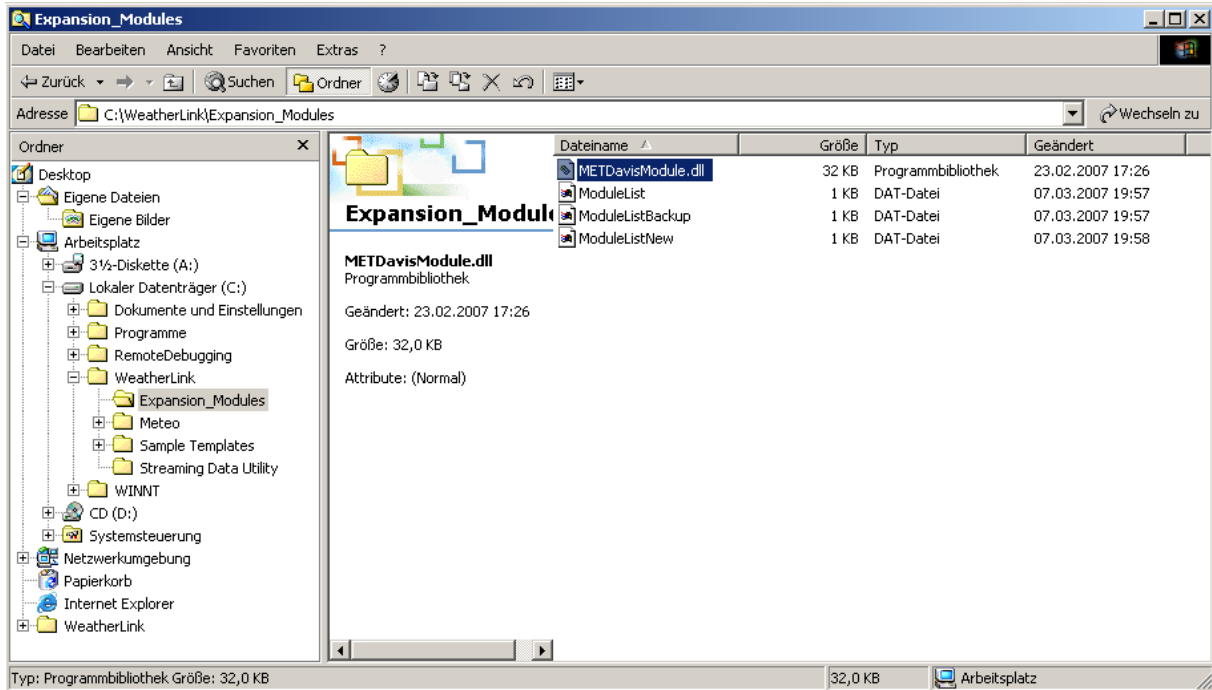 Expansion_Modules
Datei Bearbeiten Ansicht Favoriten Extras ?
Zurück Suchen Ordner
Adresse C:\WeatherLink\Expansion_Modules Wechseln zu
Ordner
Desktop
Eigene Dateien
Eigene Bilder
Arbeitsplatz
3½-Diskette (A:)
Lokaler Datenträger (C:)
Dokumente und Einstellungen
Programme
RemoteDebugging
WeatherLink
Expansion_Modules
Meteo
Sample Templates
Streaming Data Utility
WINNT
CD (D:)
Systemsteuerung
Netzwerkumgebung
Papierkorb
Internet Explorer
WeatherLink
Expansion_Module
METDavisModule.dll
Programmbibliothek
Geändert: 23.02.2007 17:26
Größe: 32,0 KB
Attribute: (Normal)
Dateiname Größe Typ Geändert
METDavisModule.dll 32 KB Programmbibliothek 23.02.2007 17:26
ModuleList 1 KB DAT-Datei 07.03.2007 19:57
ModuleListBackup 1 KB DAT-Datei 07.03.2007 19:57
ModuleListNew 1 KB DAT-Datei 07.03.2007 19:58
Typ: Programmbibliothek Größe: 32,0 KB 32,0 KB Arbeitsplatz